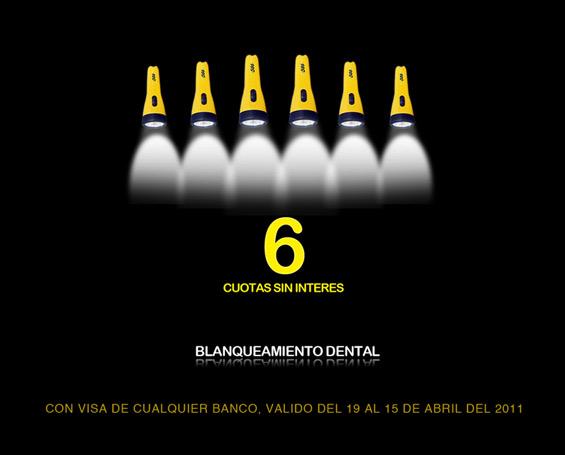 6
CUOTAS SIN INTERES
BLANQUEAMIENTO DENTAL
CON VISA DE CUALQUIER BANCO, VALIDO DEL 19 AL 15 DE ABRIL DEL 2011